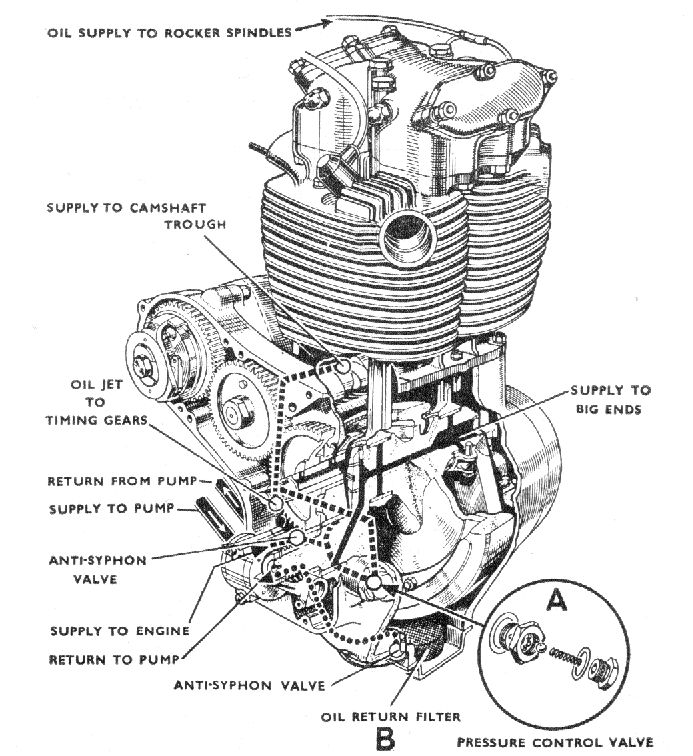 OIL SUPPLY TO ROCKER SPINDLES
SUPPLY TO CAMSHAFT
TROUGH
OIL JET
TO
TIMING GEARS
SUPPLY TO
BIG ENDS
RETURN FROM PUMP
SUPPLY TO PUMP
ANTI-SYPHON
VALVE
A
SUPPLY TO ENGINE
RETURN TO PUMP
ANTI-SYPHON VALVE
OIL RETURN FILTER
B
PRESSURE CONTROL VALVE